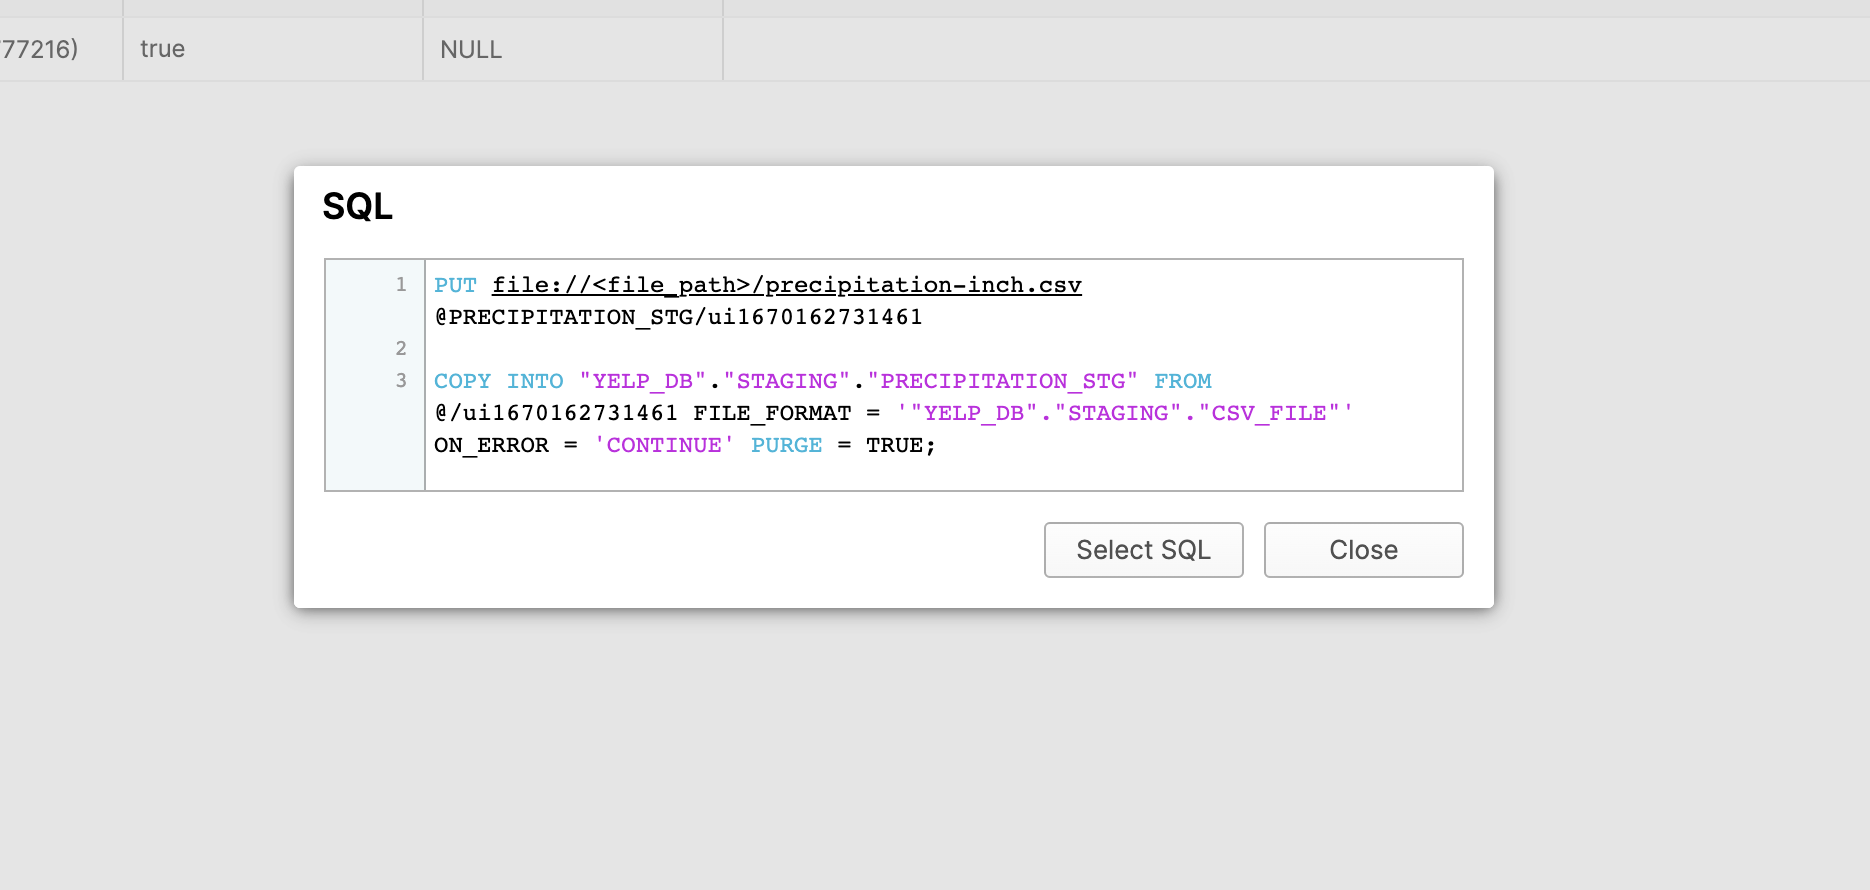 77216)
true
NULL
SQL
1 PUT file://<file_path>/precipitation-inch.csv
@PRECIPITATION_STG/ui1670162731461
2
3 COPY INTO "YELP_DB"."STAGING"."PRECIPITATION_STG" FROM
@/ui1670162731461 FILE_FORMAT = '"YELP_DB"."STAGING"."CSV_FILE"'
ON_ERROR = 'CONTINUE' PURGE = TRUE;
Select SQL
Close